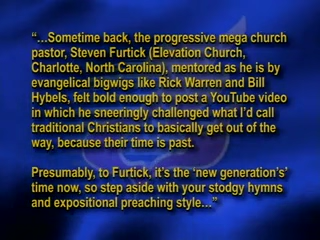 “…Sometime back, the progressive mega church
pastor, Steven Furtick (Elevation Church,
Charlotte, North Carolina), mentored as he is by
evangelical bigwigs like Rick Warren and Bill
Hybels, felt bold enough to post a YouTube video
in which he sneeringly challenged what I’d call
traditional Christians to basically get out of the
way, because their time is past.
Presumably, to Furtick, it’s the ‘new generation’s’
time now, so step aside with your stodgy hymns
and expositional preaching style…”